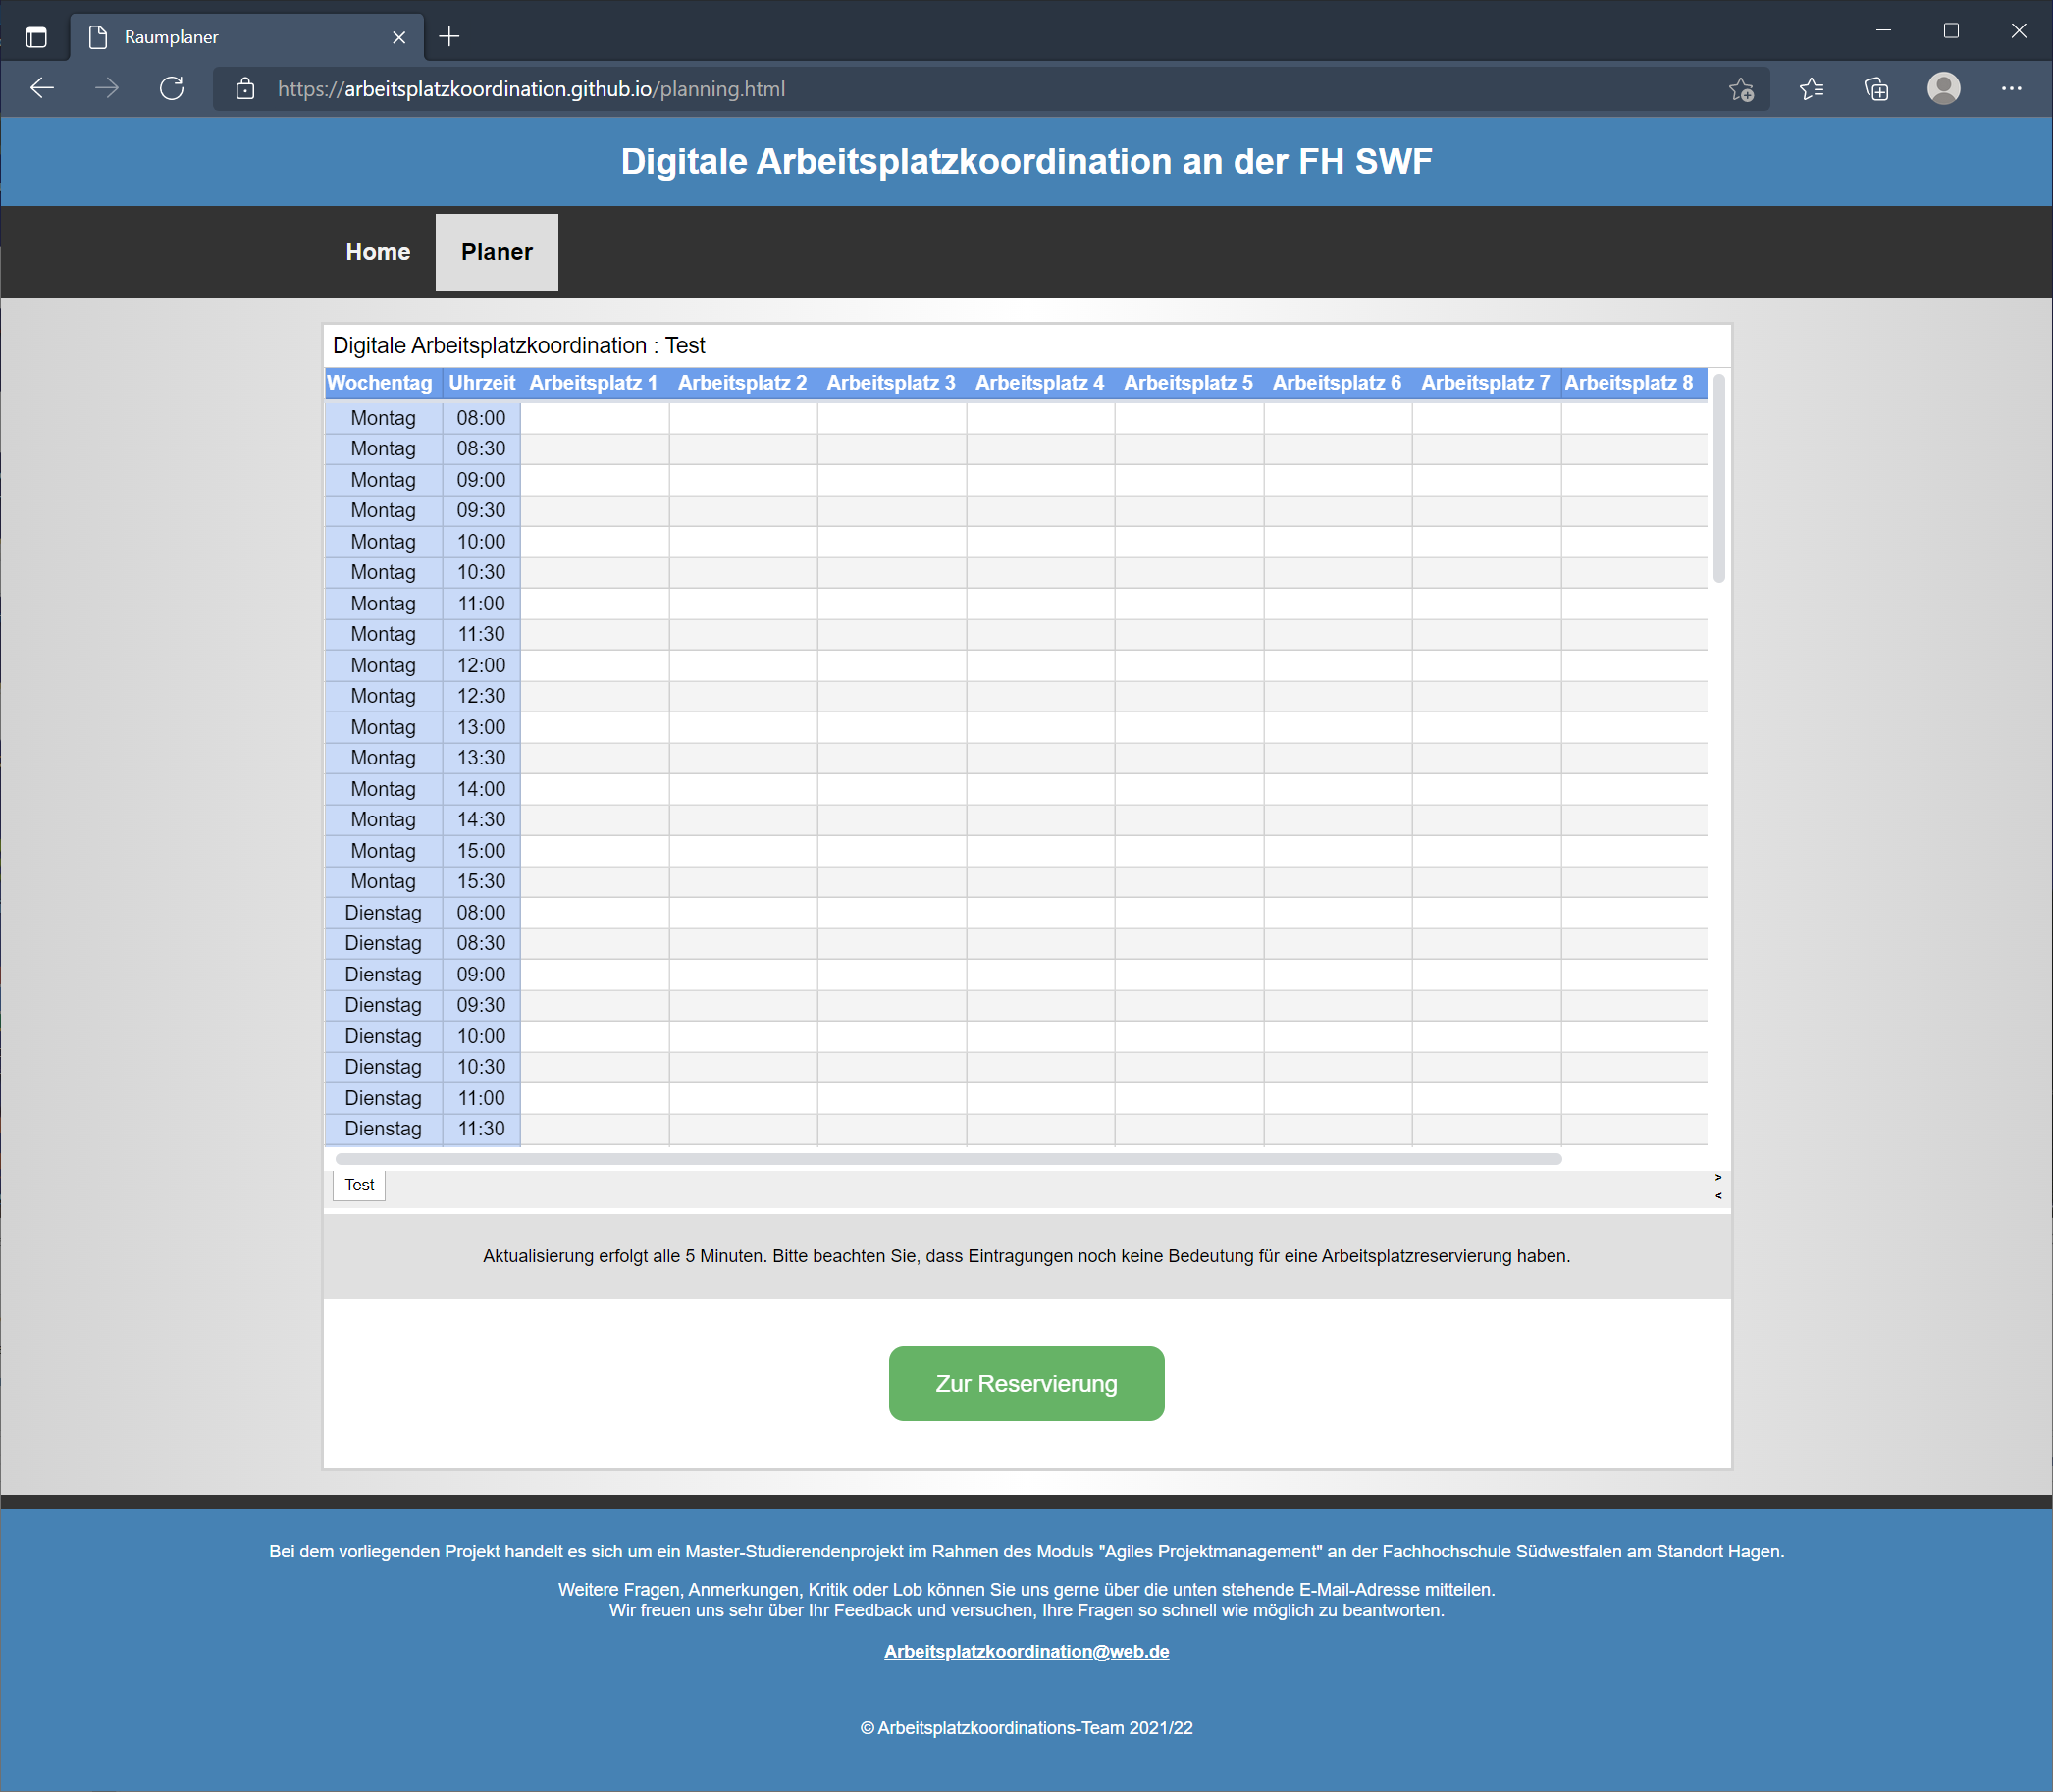 Raumplaner
https://arbeitsplatzkoordination.github.io/planning.html
Digitale Arbeitsplatzkoordination an der FH SWF
Home Planer
Digitale Arbeitsplatzkoordination : Test
Wochentag Uhrzeit Arbeitsplatz 1 Arbeitsplatz 2 Arbeitsplatz 3 Arbeitsplatz 4 Arbeitsplatz 5 Arbeitsplatz 6 Arbeitsplatz 7 Arbeitsplatz 8
Montag 08:00
Montag 08:30
Montag 09:00
Montag 09:30
Montag 10:00
Montag 10:30
Montag 11:00
Montag 11:30
Montag 12:00
Montag 12:30
Montag 13:00
Montag 13:30
Montag 14:00
Montag 14:30
Montag 15:00
Montag 15:30
Dienstag 08:00
Dienstag 08:30
Dienstag 09:00
Dienstag 09:30
Dienstag 10:00
Dienstag 10:30
Dienstag 11:00
Dienstag 11:30
Test
Aktualisierung erfolgt alle 5 Minuten. Bitte beachten Sie, dass Eintragungen noch keine Bedeutung für eine Arbeitsplatzreservierung haben.
Zur Reservierung
Bei dem vorliegenden Projekt handelt es sich um ein Master-Studierendenprojekt im Rahmen des Moduls "Agiles Projektmanagement" an der Fachhochschule Südwestfalen am Standort Hagen.
Weitere Fragen, Anmerkungen, Kritik oder Lob können Sie uns gerne über die unten stehende E-Mail-Adresse mitteilen.
Wir freuen uns sehr über Ihr Feedback und versuchen, Ihre Fragen so schnell wie möglich zu beantworten.
Arbeitsplatzkoordination@web.de
© Arbeitsplatzkoordinations-Team 2021/22